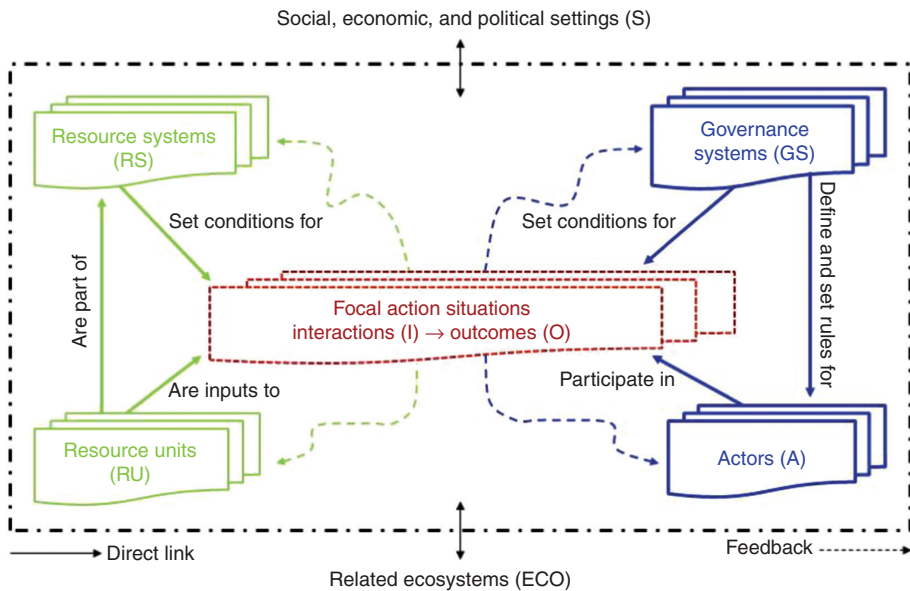 Social, economic, and political settings (S)
Resource systems
(RS)
Governance
systems (GS)
Set conditions for
Set conditions for
Define and set rules for
Are part of
Focal action situations
interactions (I) → outcomes (O)
Are inputs to
Participate in
Resource units
(RU)
Actors (A)
Direct link
Feedback
Related ecosystems (ECO)